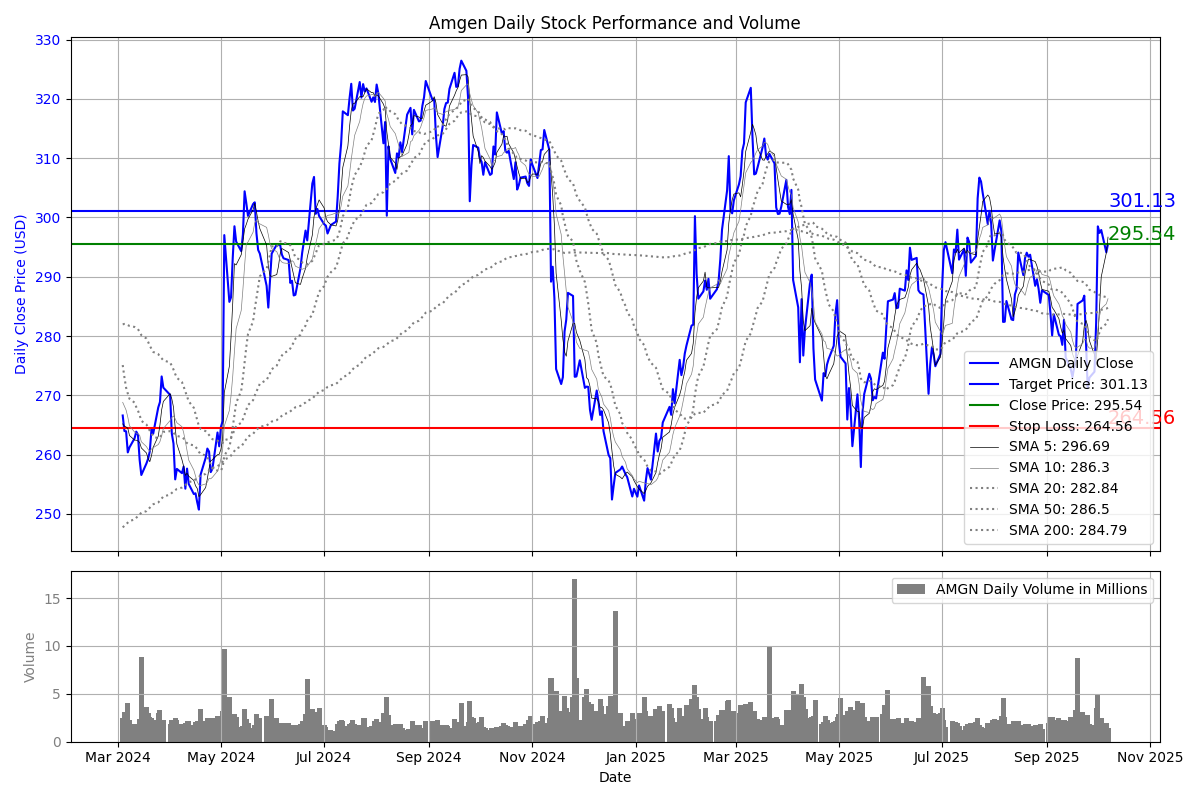 Amgen Daily Stock Performance and Volume
Daily Close Price (USD)
330
320
310
300
290
280
270
260
250
301.13
295.54
264.56
AMGN Daily Close
Target Price: 301.13
Close Price: 295.54
Stop Loss: 264.56
SMA 5: 296.69
SMA 10: 286.3
SMA 20: 282.84
SMA 50: 286.5
SMA 200: 284.79
Volume
15
10
5
0
AMGN Daily Volume in Millions
Mar 2024 May 2024 Jul 2024 Sep 2024 Nov 2024 Jan 2025 Mar 2025 May 2025 Jul 2025 Sep 2025 Nov 2025
Date